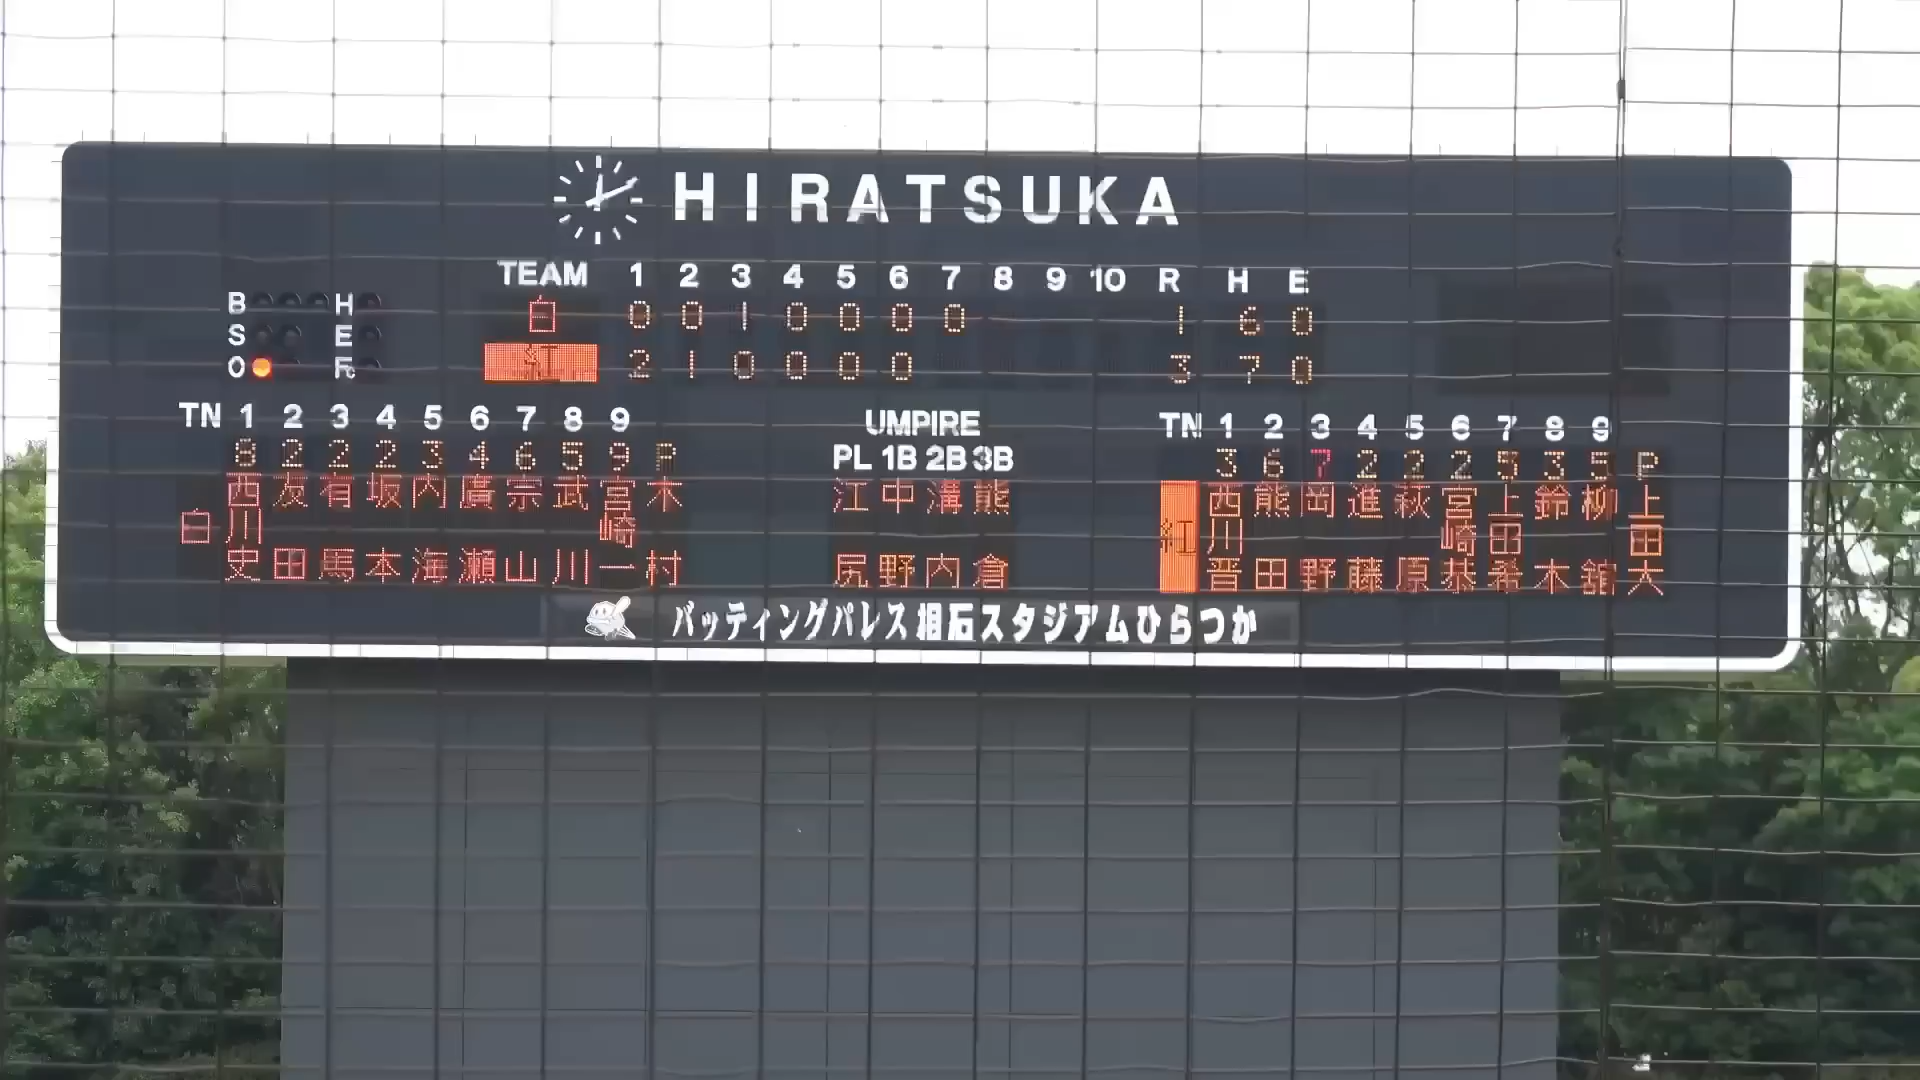 HIRATSUKA
TEAM 1 2 3 4 5 6 7 8 9 10 R H E
B H
白 0 0 1 0 0 0 0 1 6 0
S E
紅 2 1 0 0 0 0 3 7 0
O Fc
TN 1 2 3 4 5 6 7 8 9
8 2 2 2 3 4 6 5 9 P
白 西川史 友田 有馬 坂本 内海 廣瀬 宗山 武川 宮崎一 木村
UMPIRE
PL 1B 2B 3B
江尻 中野 溝内 熊倉
TN 1 2 3 4 5 6 7 8 9
3 6 7 2 2 2 5 3 5 P
紅 西川晋 熊田 岡野 進藤 萩原 宮崎恭 上田希 鈴木 柳舘 上田大
バッティングパレス相石スタジアムひらつか